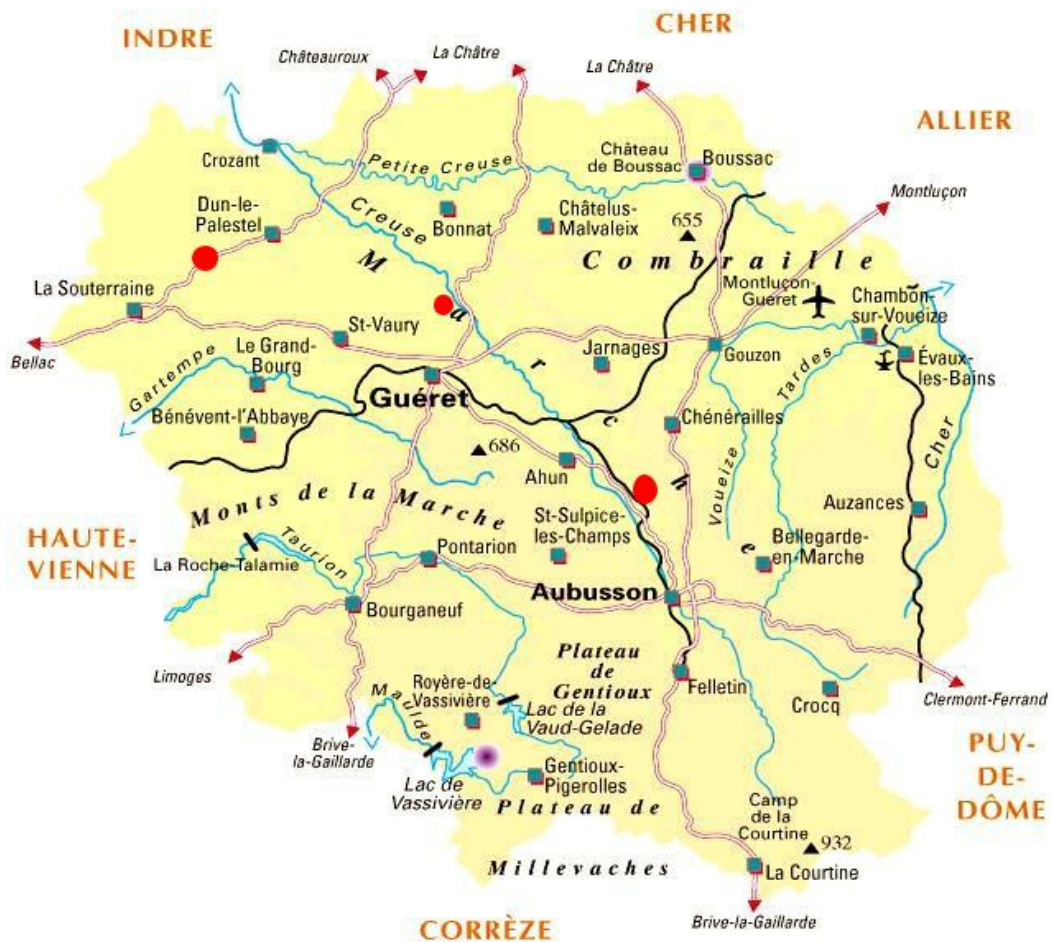 INDRE
CHER
Châteauroux
La Châtre
La Châtre
ALLIER
Crozant
Petite Creuse
Château
de Boussac
Boussac
Montluçon
Dun-le-
Palestel
Creuse
Bonnat
Châtelus-
Malvaleix
655
Combraille
La Souterraine
Marche
Montluçon-
Guéret
Chambon-
sur-Voueize
Bellac
St-Vaury
Le Grand-
Bourg
Jarnages
Gouzon
Tardes
Évaux-
les-Bains
Gartempe
Guéret
Bénévent-l'Abbaye
Chénérailles
Cher
686
Ahun
Voueize
Monts de la Marche
Auzances
HAUTE-
VIENNE
Taurion
La Roche-Talamie
Pontarion
St-Sulpice-
les-Champs
Bellegarde-
en-Marche
Bourganeuf
Aubusson
Limoges
Plateau
de
Gentioux
Felletin
Crocq
Clermont-Ferrand
Royère-de-
Vassivière
Maulde
Lac de la
Vaud-Gelade
Brive-
la-Gaillarde
Lac de
Vassivière
Gentioux-
Pigerolles
PUY-
DE-
DÔME
Plateau de
Millevaches
Camp
de la
Courtine
932
La Courtine
CORRÈZE
Brive-la-Gaillarde